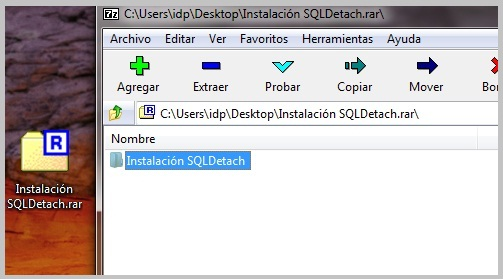 7z C:\Users\idp\Desktop\Instalación SQLDetach.rar\
Archivo Editar Ver Favoritos Herramientas Ayuda
Agregar Extraer Probar Copiar Mover
R C:\Users\idp\Desktop\Instalación SQLDetach.rar\
Nombre
Instalación SQLDetach
R
Instalación
SQLDetach.rar